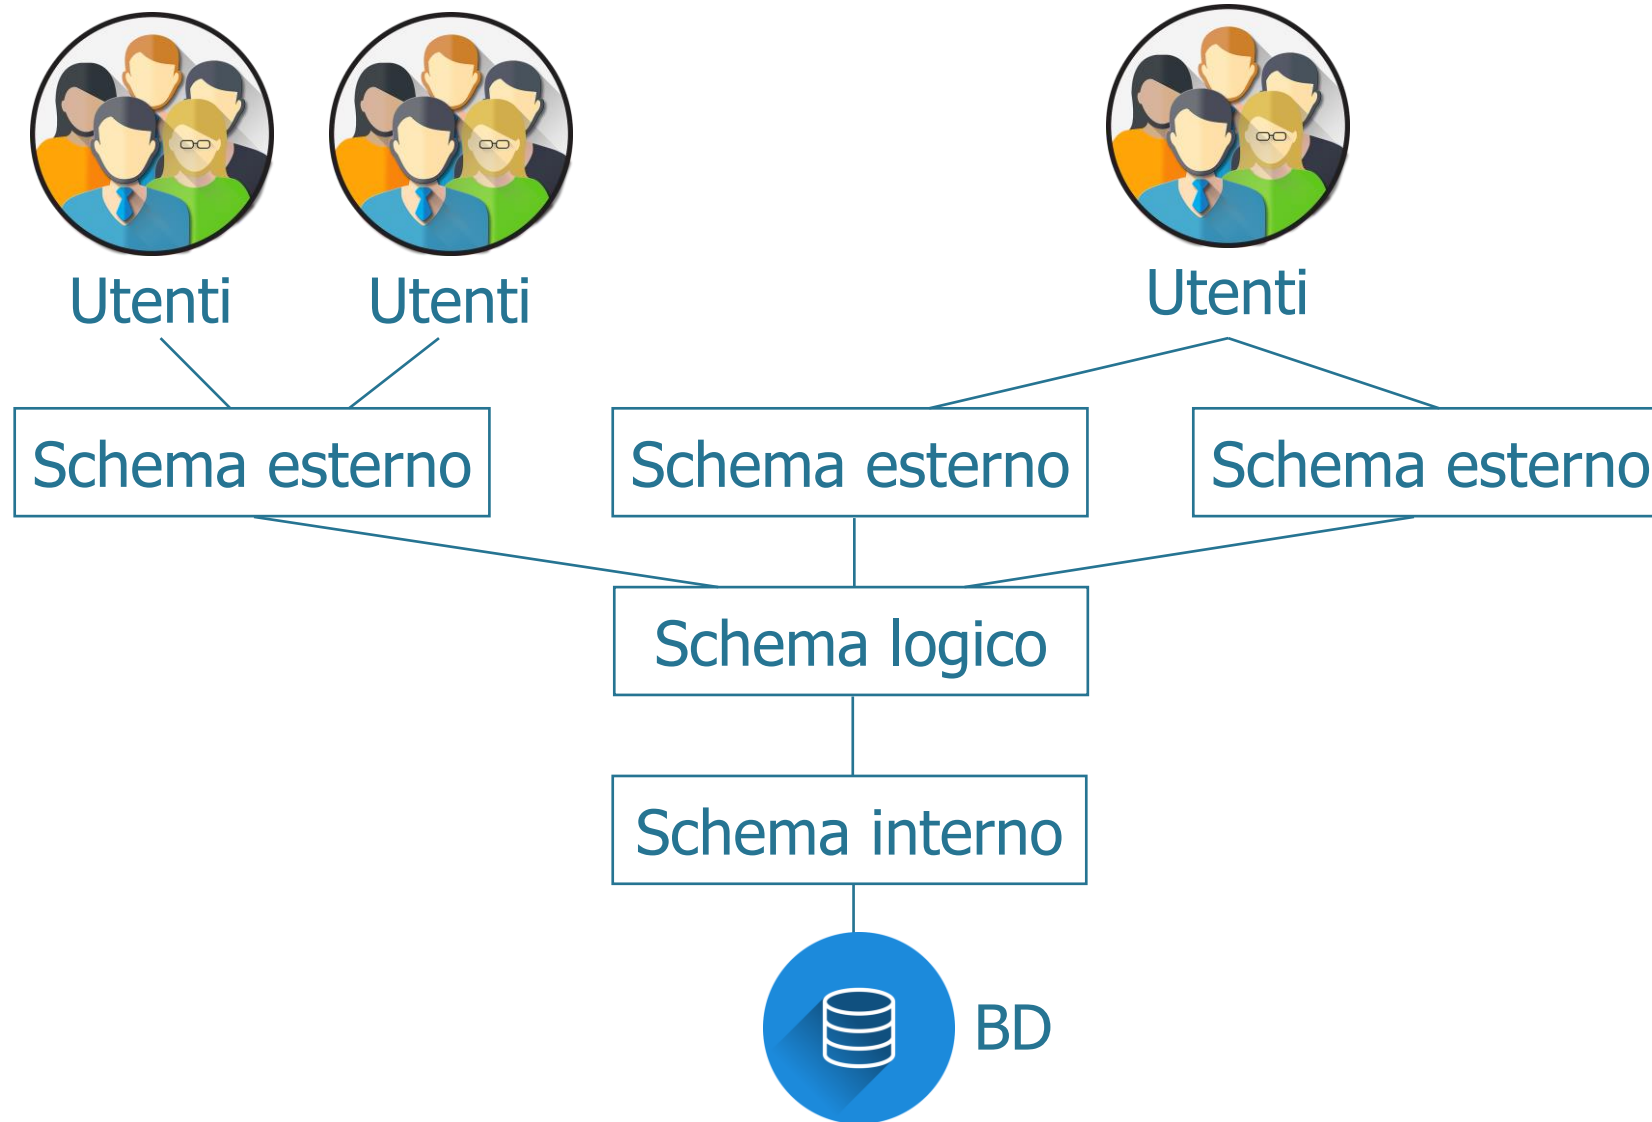 Utenti
Utenti
Utenti
Schema esterno
Schema esterno
Schema esterno
Schema logico
Schema interno
BD